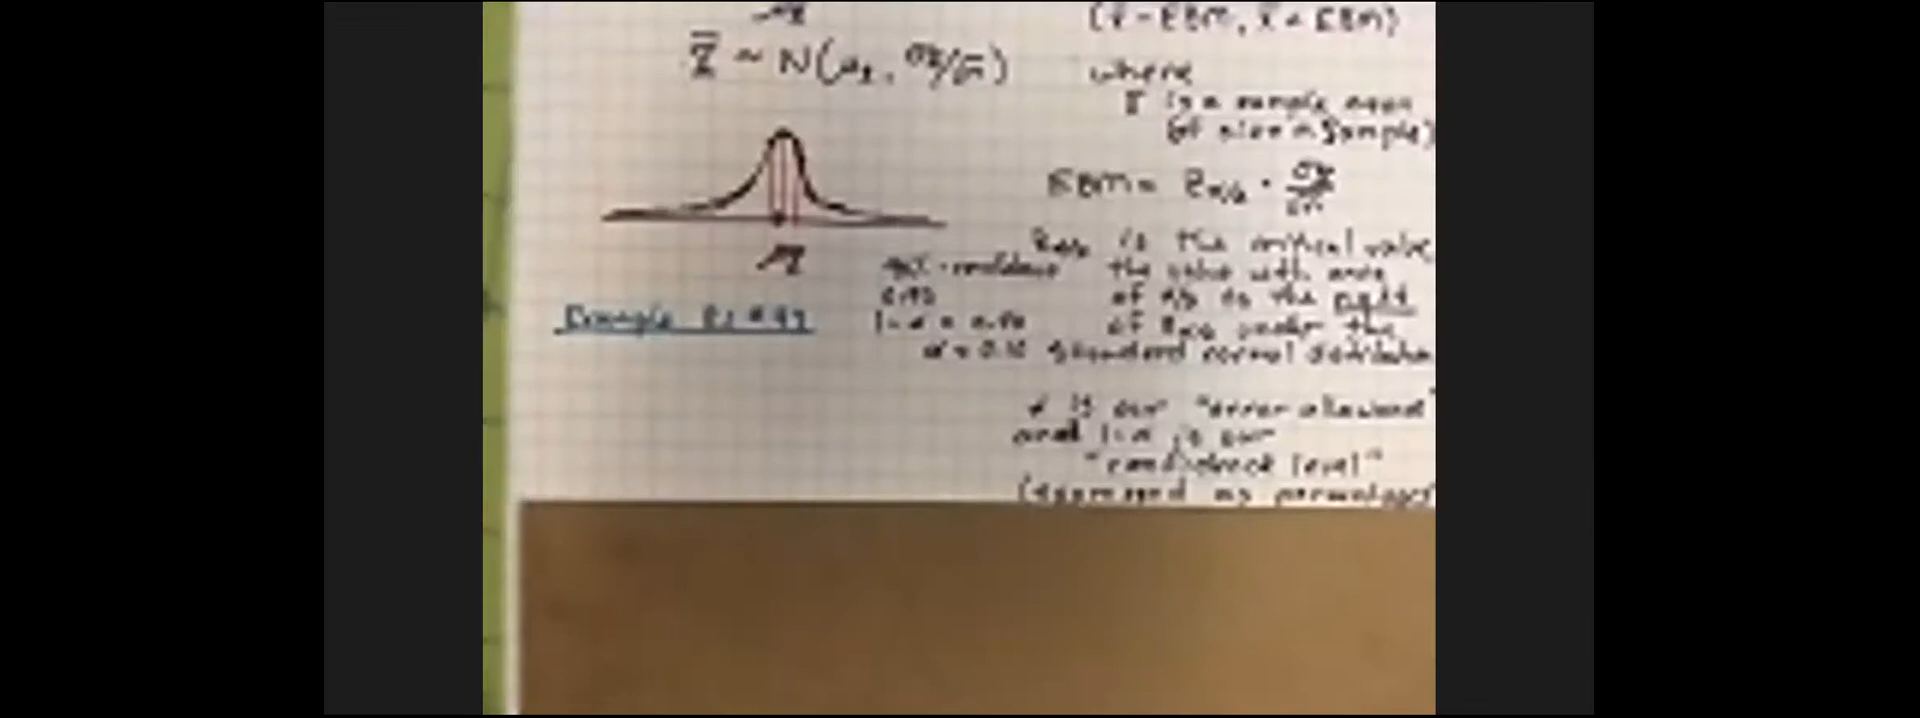 X̄ ~ N(μx, σx/√n)
μx
Example 8.1 #
90% - confidence
0.90
1 - α = 0.90
α = 0.10
(x̄ - EBM, x̄ + EBM)
where
x̄ is a sample mean
(of size n sample)
EBM = Zα/2 · σx/√n
Zα/2 is the critical value
the value with area
of α/2 to the right
of Zα/2 under the
standard normal distribution
α is our "error allowance"
and 1-α is our
"confidence level"
(expressed as percentage